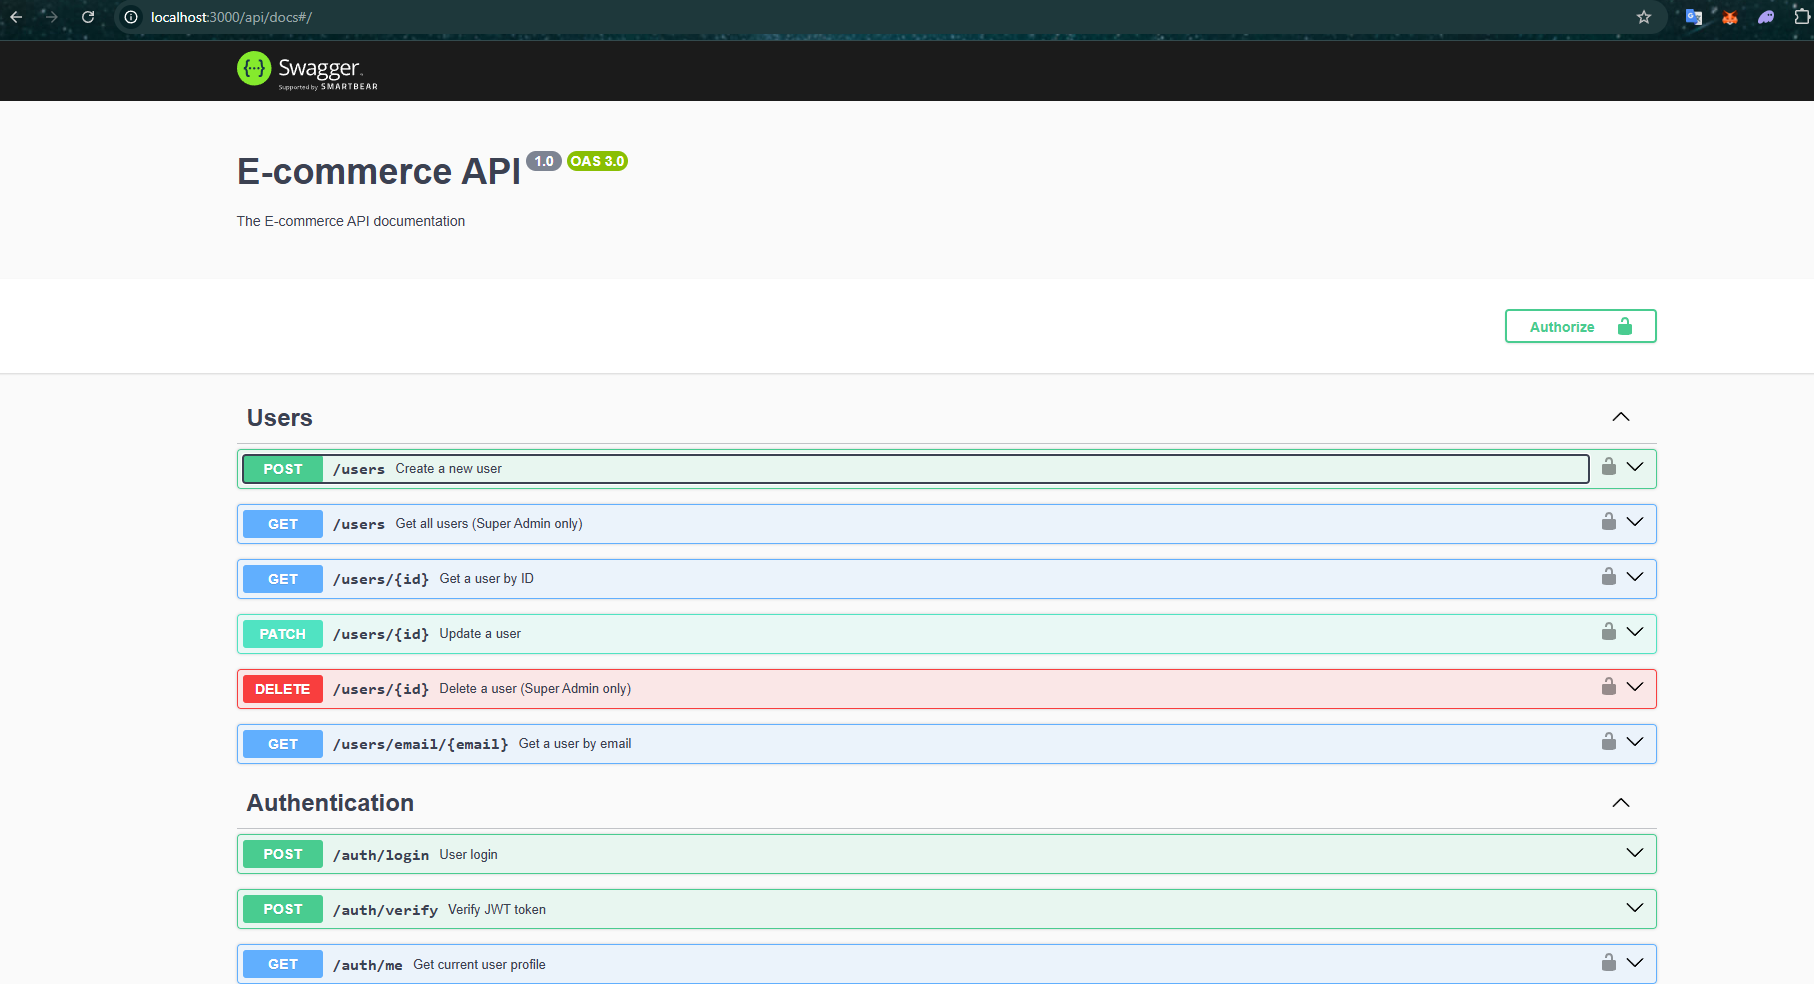 localhost:3000/api/docs#/
Swagger
Supported by SMARTBEAR
E-commerce API 1.0 OAS 3.0
The E-commerce API documentation
Authorize
Users
POST /users Create a new user
GET /users Get all users (Super Admin only)
GET /users/{id} Get a user by ID
PATCH /users/{id} Update a user
DELETE /users/{id} Delete a user (Super Admin only)
GET /users/email/{email} Get a user by email
Authentication
POST /auth/login User login
POST /auth/verify Verify JWT token
GET /auth/me Get current user profile